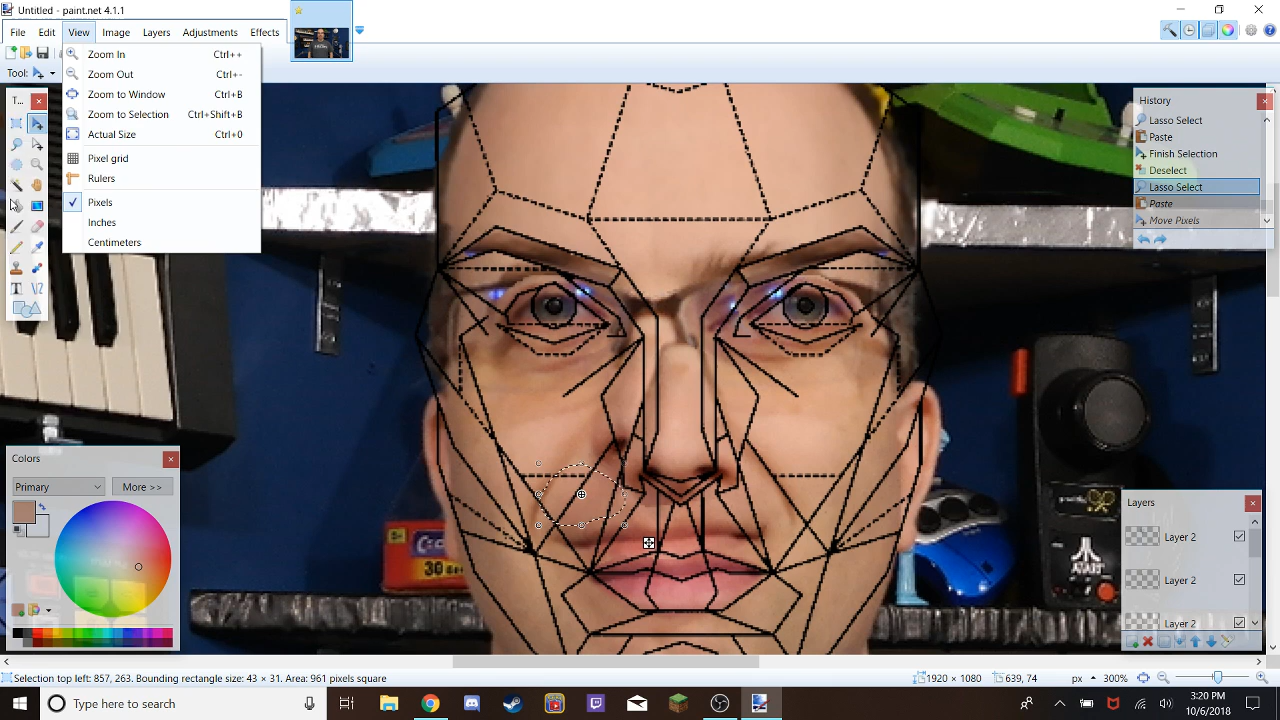 Untitled - paint.net 4.1.1
File Edit View Image Layers Adjustments Effects
Tool:
Zoom In Ctrl++
Zoom Out Ctrl+-
Zoom to Window Ctrl+B
Zoom to Selection Ctrl+Shift+B
Actual Size Ctrl+0
Pixel grid
Rulers
Pixels
Inches
Centimeters
T...
History
Lasso Select
Paste
Finish Selection
Deselect
Lasso Select
Paste
Move Pixels
Colors
Primary
More >>
30
ATARI
Layers
Layer 2
Layer 2
Layer 2
Selection top left: 857, 263. Bounding rectangle size: 43 × 31. Area: 961 pixels square
1920 × 1080
639, 74
px
300%
Type here to search
3:20 PM
10/6/2018